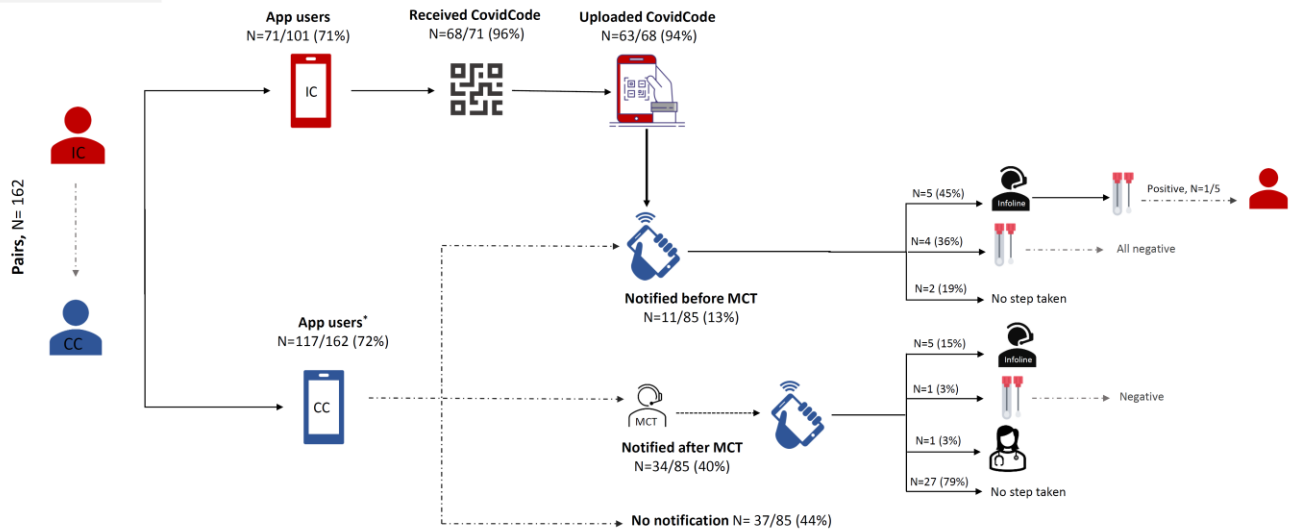 App users
N=71/101 (71%)
Received CovidCode
N=68/71 (96%)
Uploaded CovidCode
N=63/68 (94%)
IC
IC
Pairs, N= 162
CC
App users*
N=117/162 (72%)
CC
Notified before MCT
N=11/85 (13%)
N=5 (45%)
Infoline
Positive, N=1/5
N=4 (36%)
All negative
N=2 (19%)
No step taken
MCT
Notified after MCT
N=34/85 (40%)
N=5 (15%)
Infoline
N=1 (3%)
Negative
N=1 (3%)
N=27 (79%)
No step taken
No notification N= 37/85 (44%)